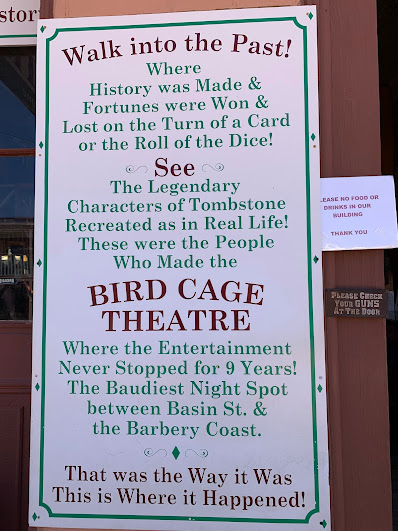 Walk into the Past!
Where
History was Made &
Fortunes were Won &
Lost on the Turn of a Card
or the Roll of the Dice!
See
The Legendary
Characters of Tombstone
Recreated as in Real Life!
These were the People
Who Made the
BIRD CAGE
THEATRE
Where the Entertainment
Never Stopped for 9 Years!
The Baudiest Night Spot
between Basin St. &
the Barbery Coast.
That was the Way it Was
This is Where it Happened!
LEASE NO FOOD OR
DRINKS IN OUR
BUILDING
THANK YOU
PLEASE CHECK
YOUR GUNS
AT THE DOOR